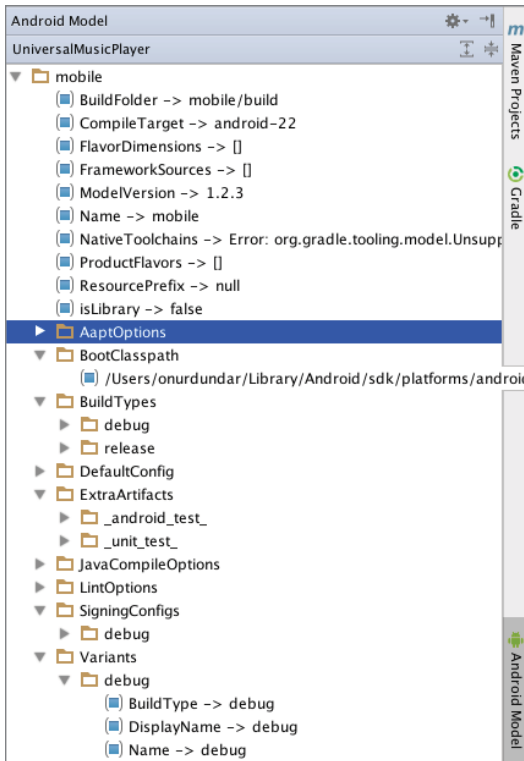 Android Model
UniversalMusicPlayer
mobile
BuildFolder -> mobile/build
CompileTarget -> android-22
FlavorDimensions -> []
FrameworkSources -> []
ModelVersion -> 1.2.3
Name -> mobile
NativeToolchains -> Error: org.gradle.tooling.model.Unsupp
ProductFlavors -> []
ResourcePrefix -> null
isLibrary -> false
AaptOptions
BootClasspath
/Users/onurdundar/Library/Android/sdk/platforms/androi
BuildTypes
debug
release
DefaultConfig
ExtraArtifacts
_android_test_
_unit_test_
JavaCompileOptions
LintOptions
SigningConfigs
debug
Variants
debug
BuildType -> debug
DisplayName -> debug
Name -> debug
m
Maven Projects
Gradle
Android Model